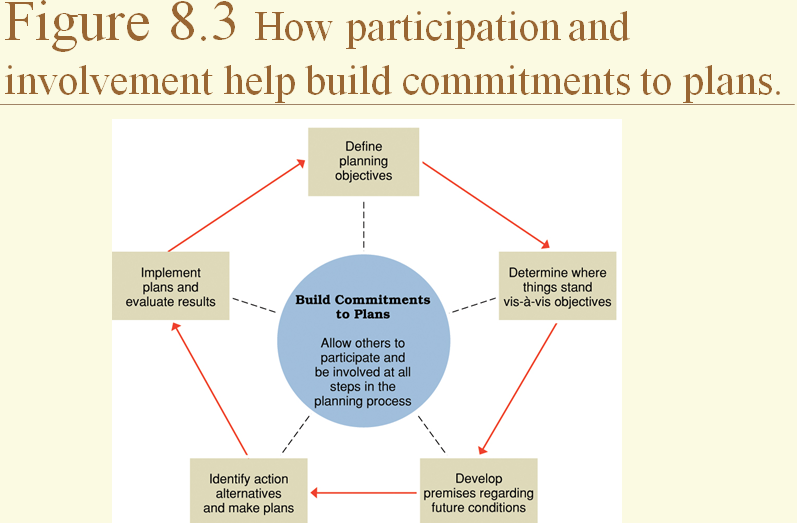 Figure 8.3 How participation and
involvement help build commitments to plans.
Define
planning
objectives
Determine where
things stand
vis-à-vis objectives
Develop
premises regarding
future conditions
Identify action
alternatives
and make plans
Implement
plans and
evaluate results
Build Commitments
to Plans
Allow others to
participate and
be involved at all
steps in the
planning process